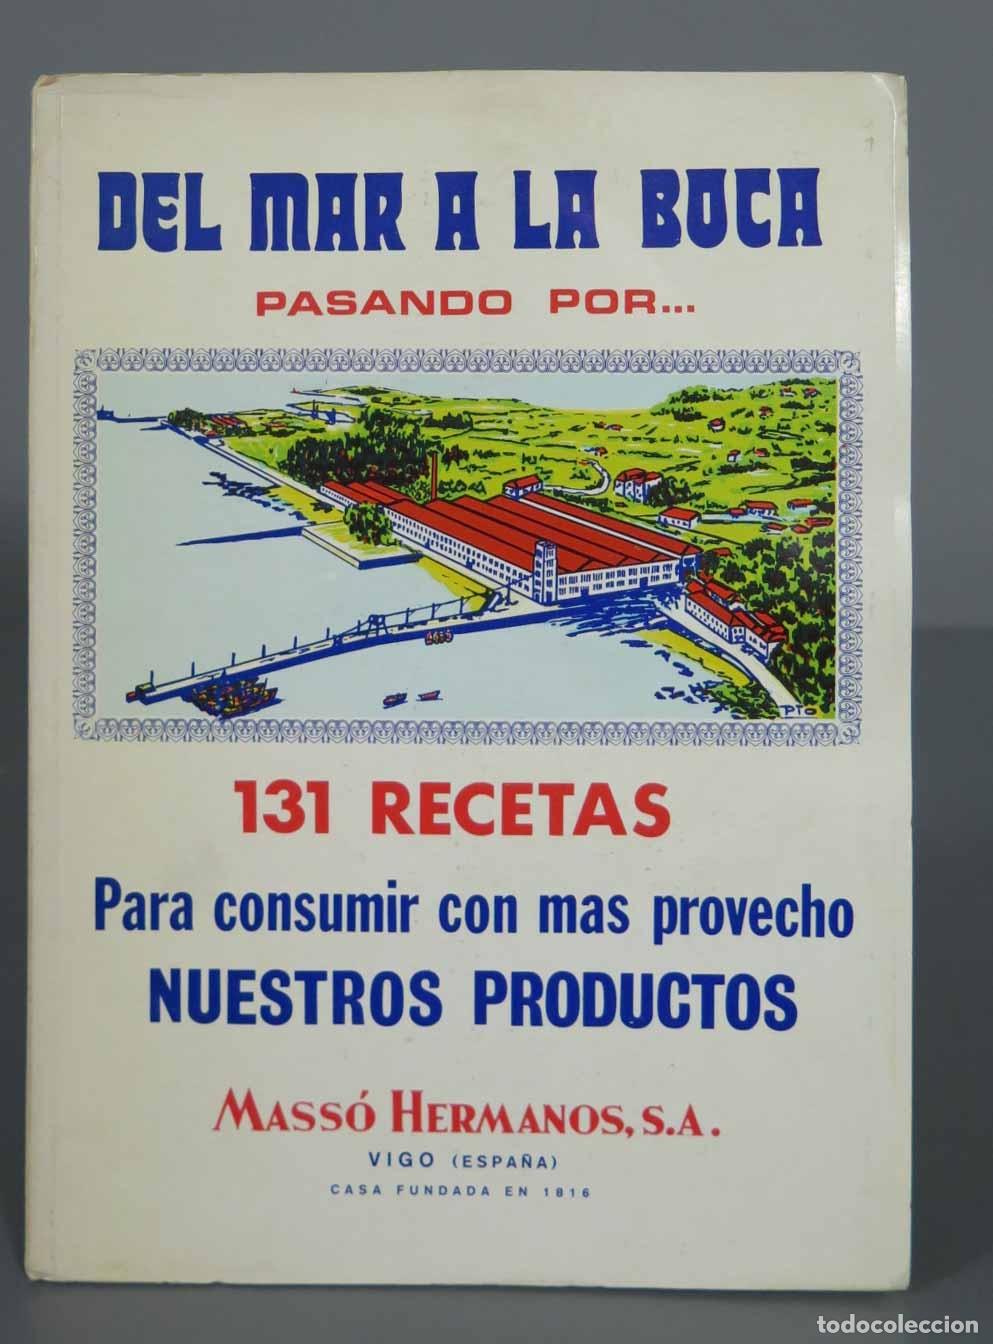 DEL MAR A LA BOCA
PASANDO POR...
PTO
131 RECETAS
Para consumir con mas provecho
NUESTROS PRODUCTOS
MASSÓ HERMANOS, S.A.
VIGO (ESPAÑA)
CASA FUNDADA EN 1816
todocoleccion